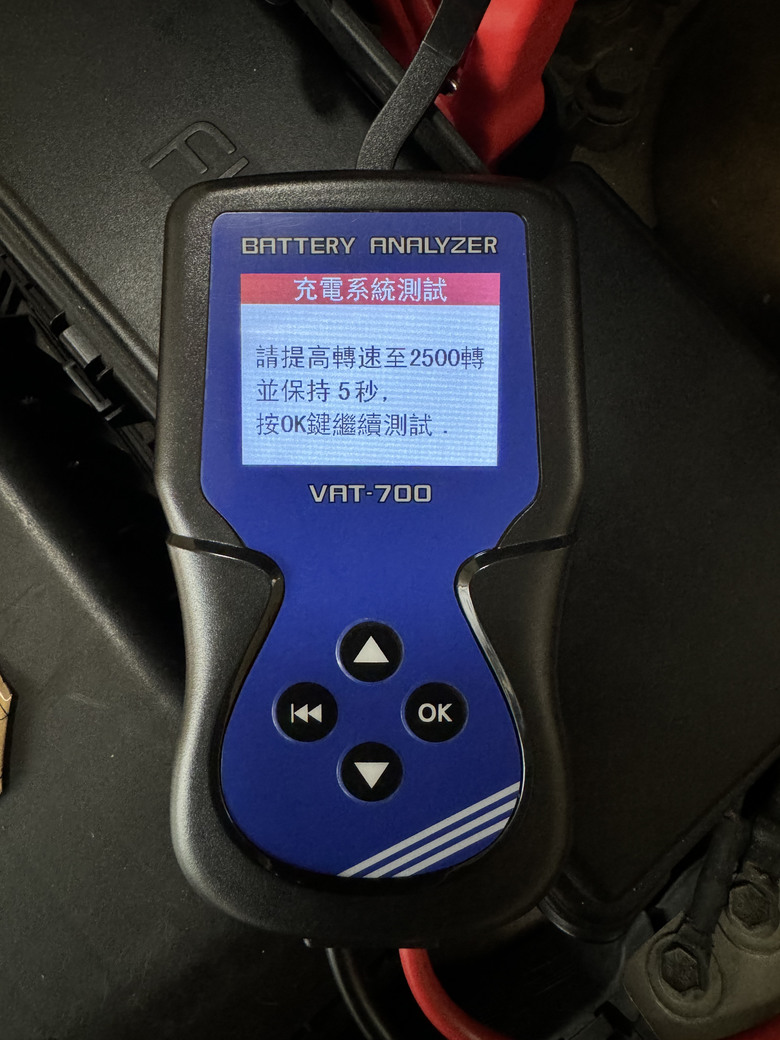 BATTERY ANALYZER
充電系統測試
請提高轉速至2500轉
並保持5秒,
按OK鍵繼續測試.
VAT-700
OK